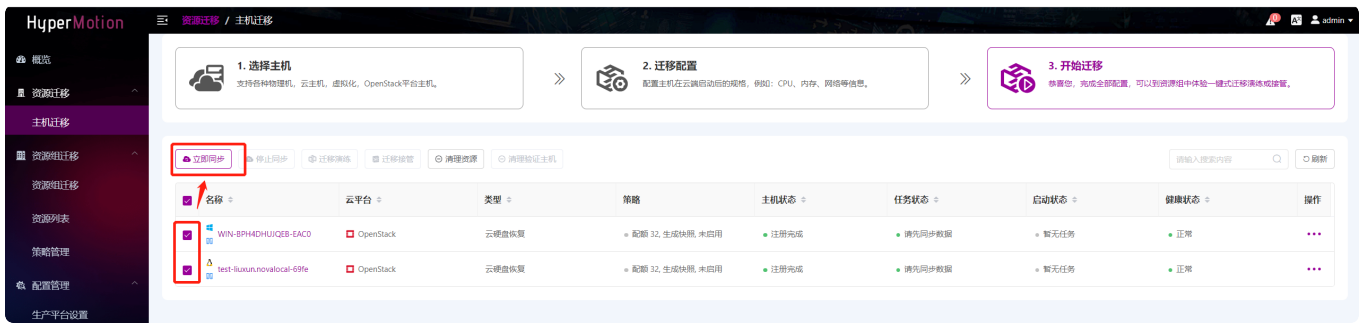 HyperMotion
资源迁移 / 主机迁移
admin
概览
资源迁移
主机迁移
资源组迁移
资源组迁移
资源列表
策略管理
配置管理
生产平台设置
1. 选择主机
支持各种物理机，云主机，虚拟化，OpenStack平台主机。
2. 迁移配置
配置主机在云端启动后的规格，例如：CPU、内存、网络等信息。
3. 开始迁移
恭喜您，完成全部配置，可以到资源组中体验一键式迁移演练或接管。
立即同步 停止同步 迁移演练 迁移接管 清理资源 清理验证主机 请输入搜索内容 刷新
名称 云平台 类型 策略 主机状态 任务状态 启动状态 健康状态 操作
WIN-BPH4DHUJQEB-EAC0 OpenStack 云硬盘恢复 配额 32, 生成快照, 未启用 注册完成 请先同步数据 暂无任务 正常
test-liuxun.novalocal-69fe OpenStack 云硬盘恢复 配额 32, 生成快照, 未启用 注册完成 请先同步数据 暂无任务 正常